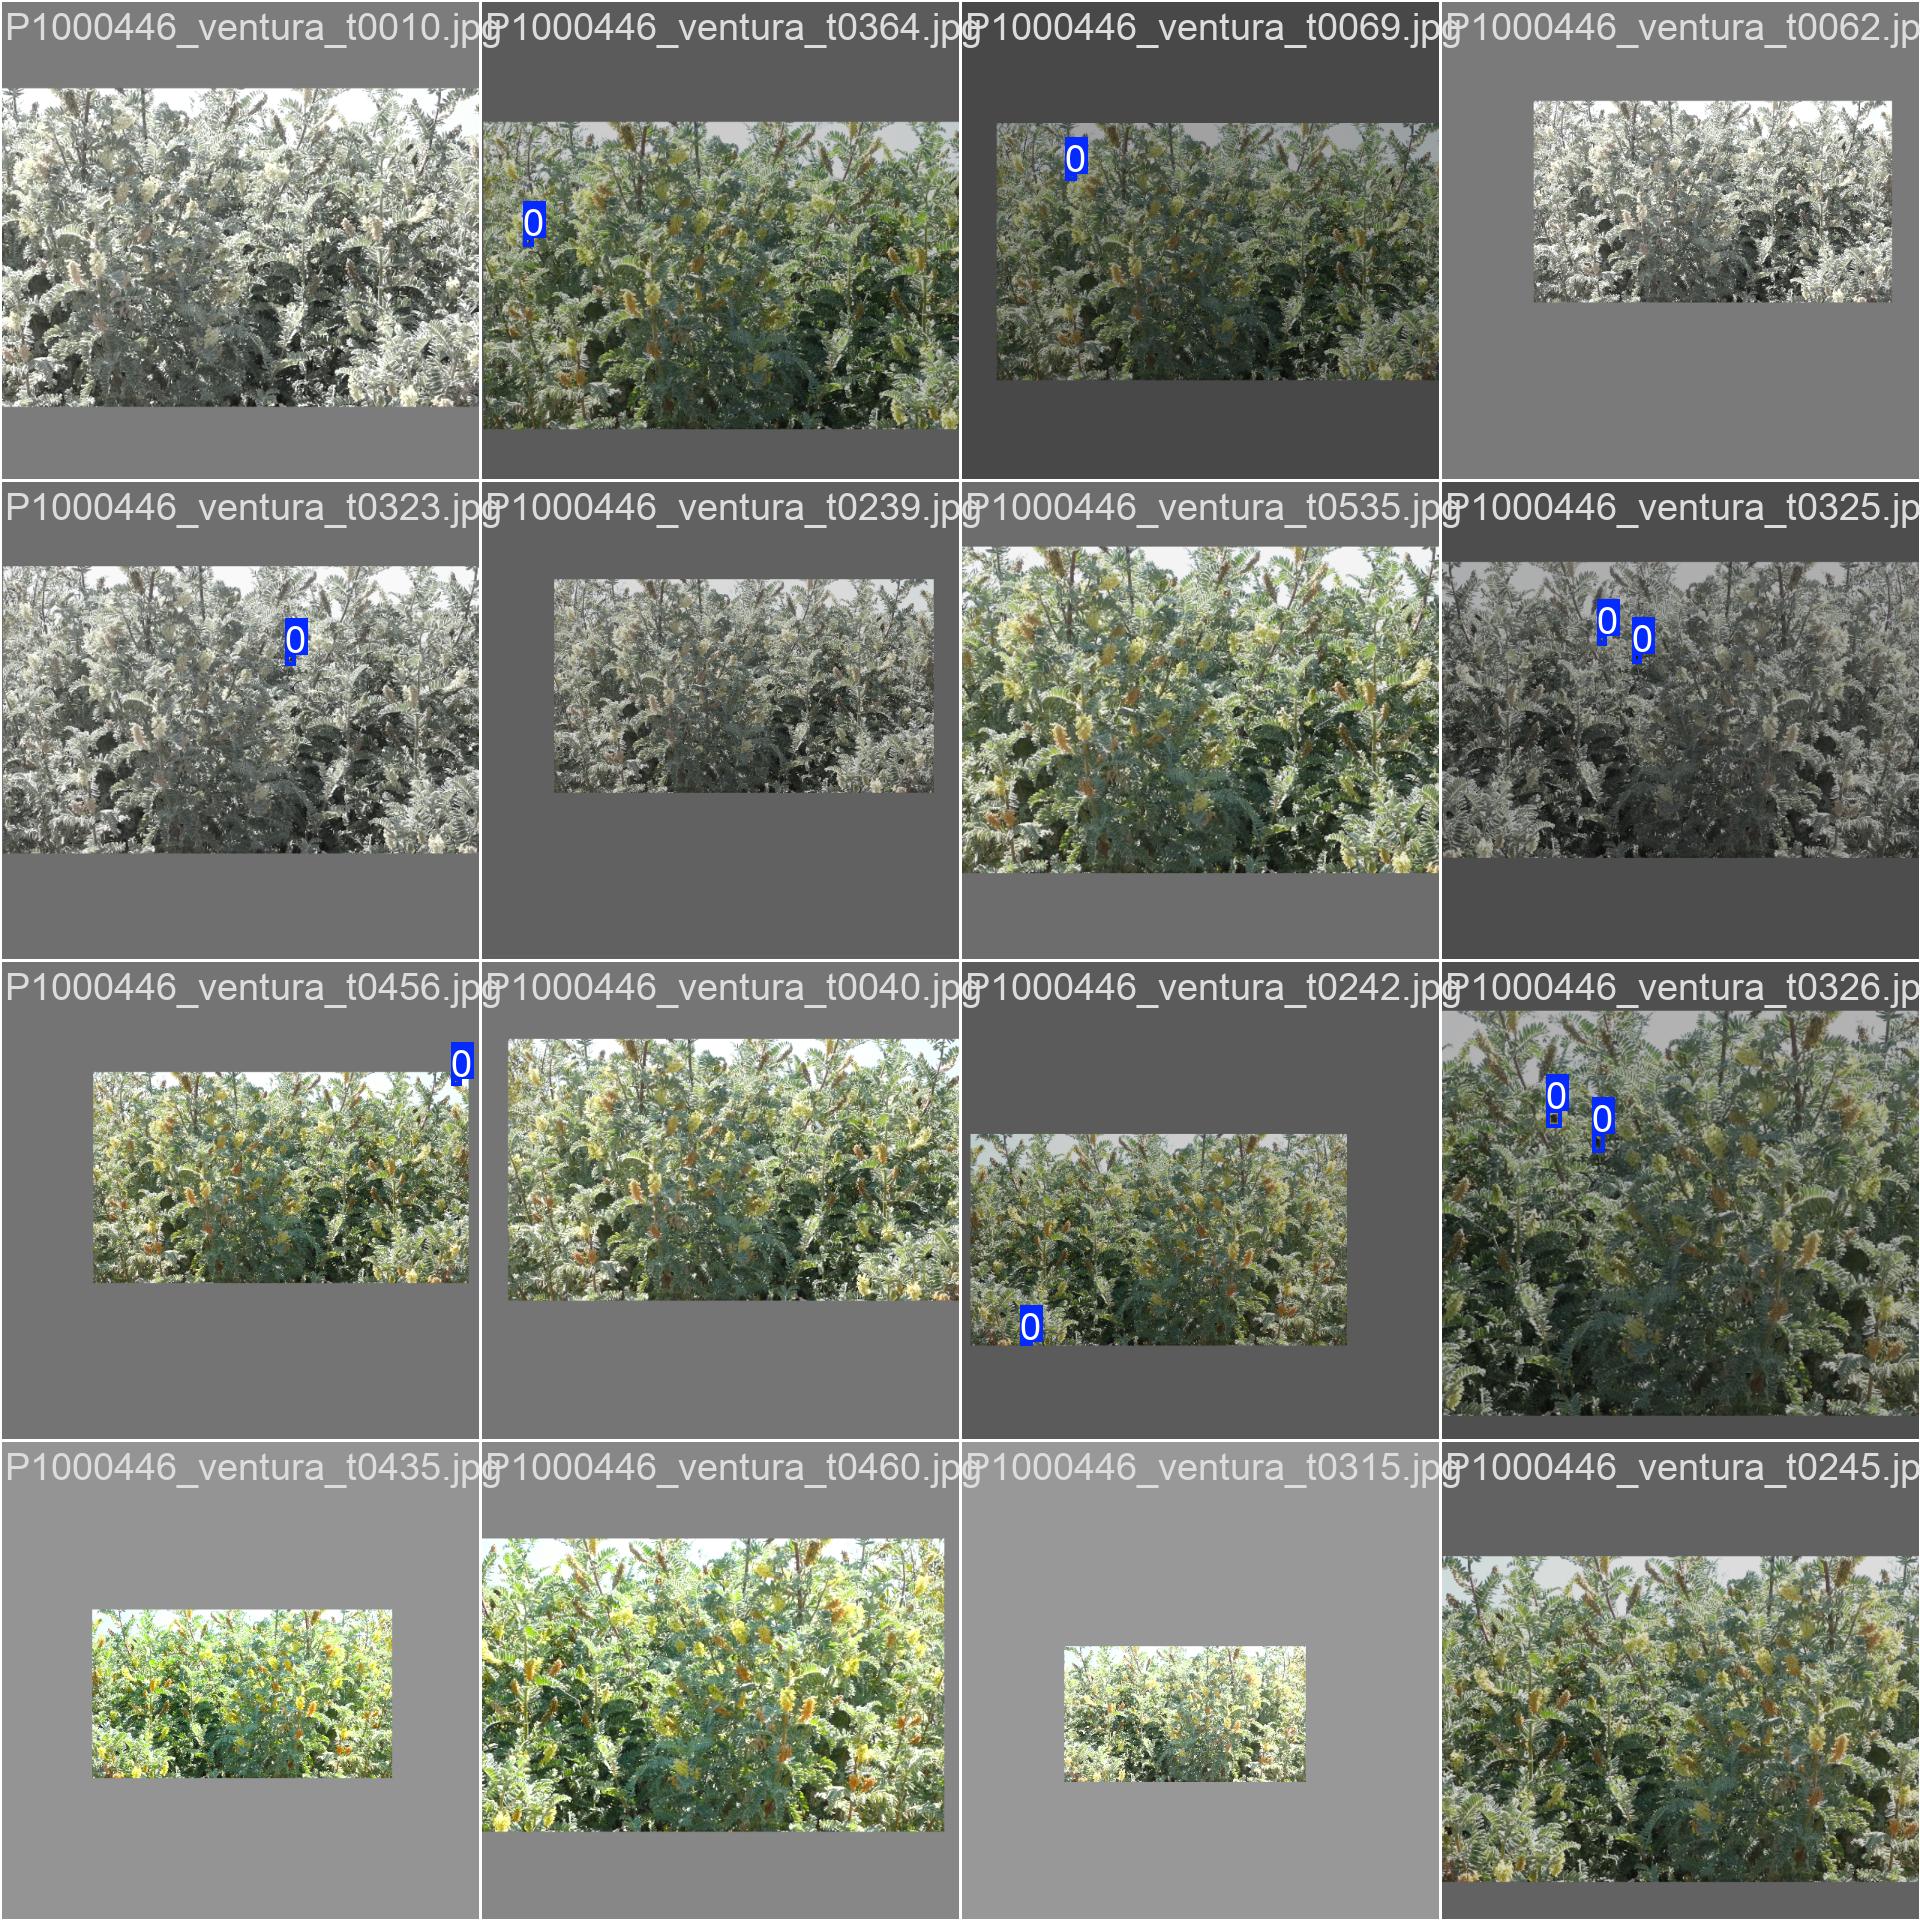 P1000446_ventura_t0010.jpg
P1000446_ventura_t0364.jpg
P1000446_ventura_t0069.jpg
P1000446_ventura_t0062.jp
0
0
P1000446_ventura_t0323.jpg
P1000446_ventura_t0239.jpg
P1000446_ventura_t0535.jpg
P1000446_ventura_t0325.jp
0
0
0
P1000446_ventura_t0456.jpg
P1000446_ventura_t0040.jpg
P1000446_ventura_t0242.jpg
P1000446_ventura_t0326.jp
0
0
0
0
P1000446_ventura_t0435.jpg
P1000446_ventura_t0460.jpg
P1000446_ventura_t0315.jpg
P1000446_ventura_t0245.jp